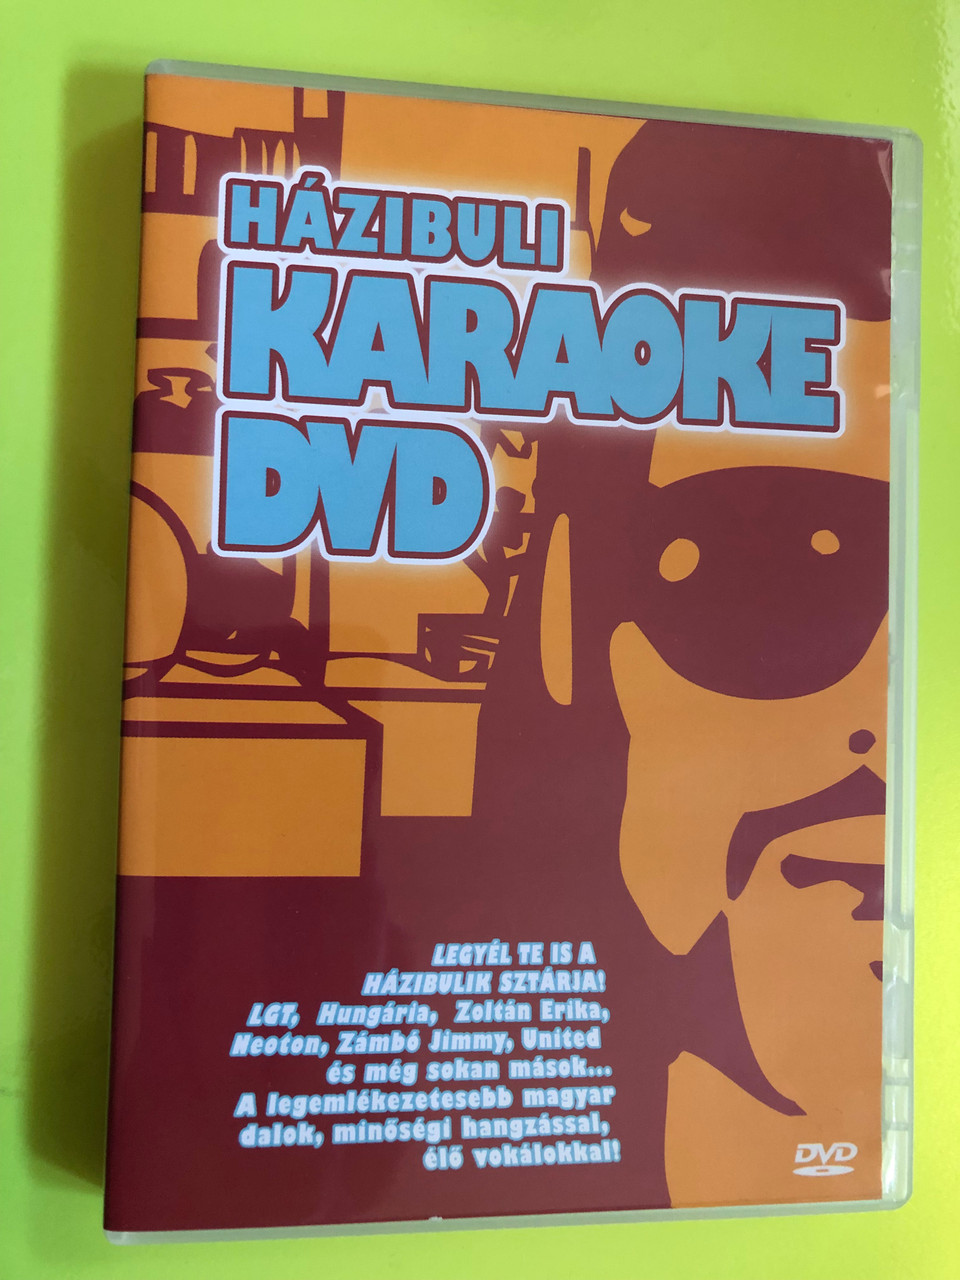 HÁZIBULI
KARAOKE
DVD
LEGYÉL TE IS A
HÁZIBULIK SZTÁRJA!
LGT, Hungária, Zoltán Erika,
Neoton, Zámbó Jimmy, United
és még sokan mások...
A legemlékezetesebb magyar
dalok, minőségi hangzással,
élő vokálokkal!
DVD